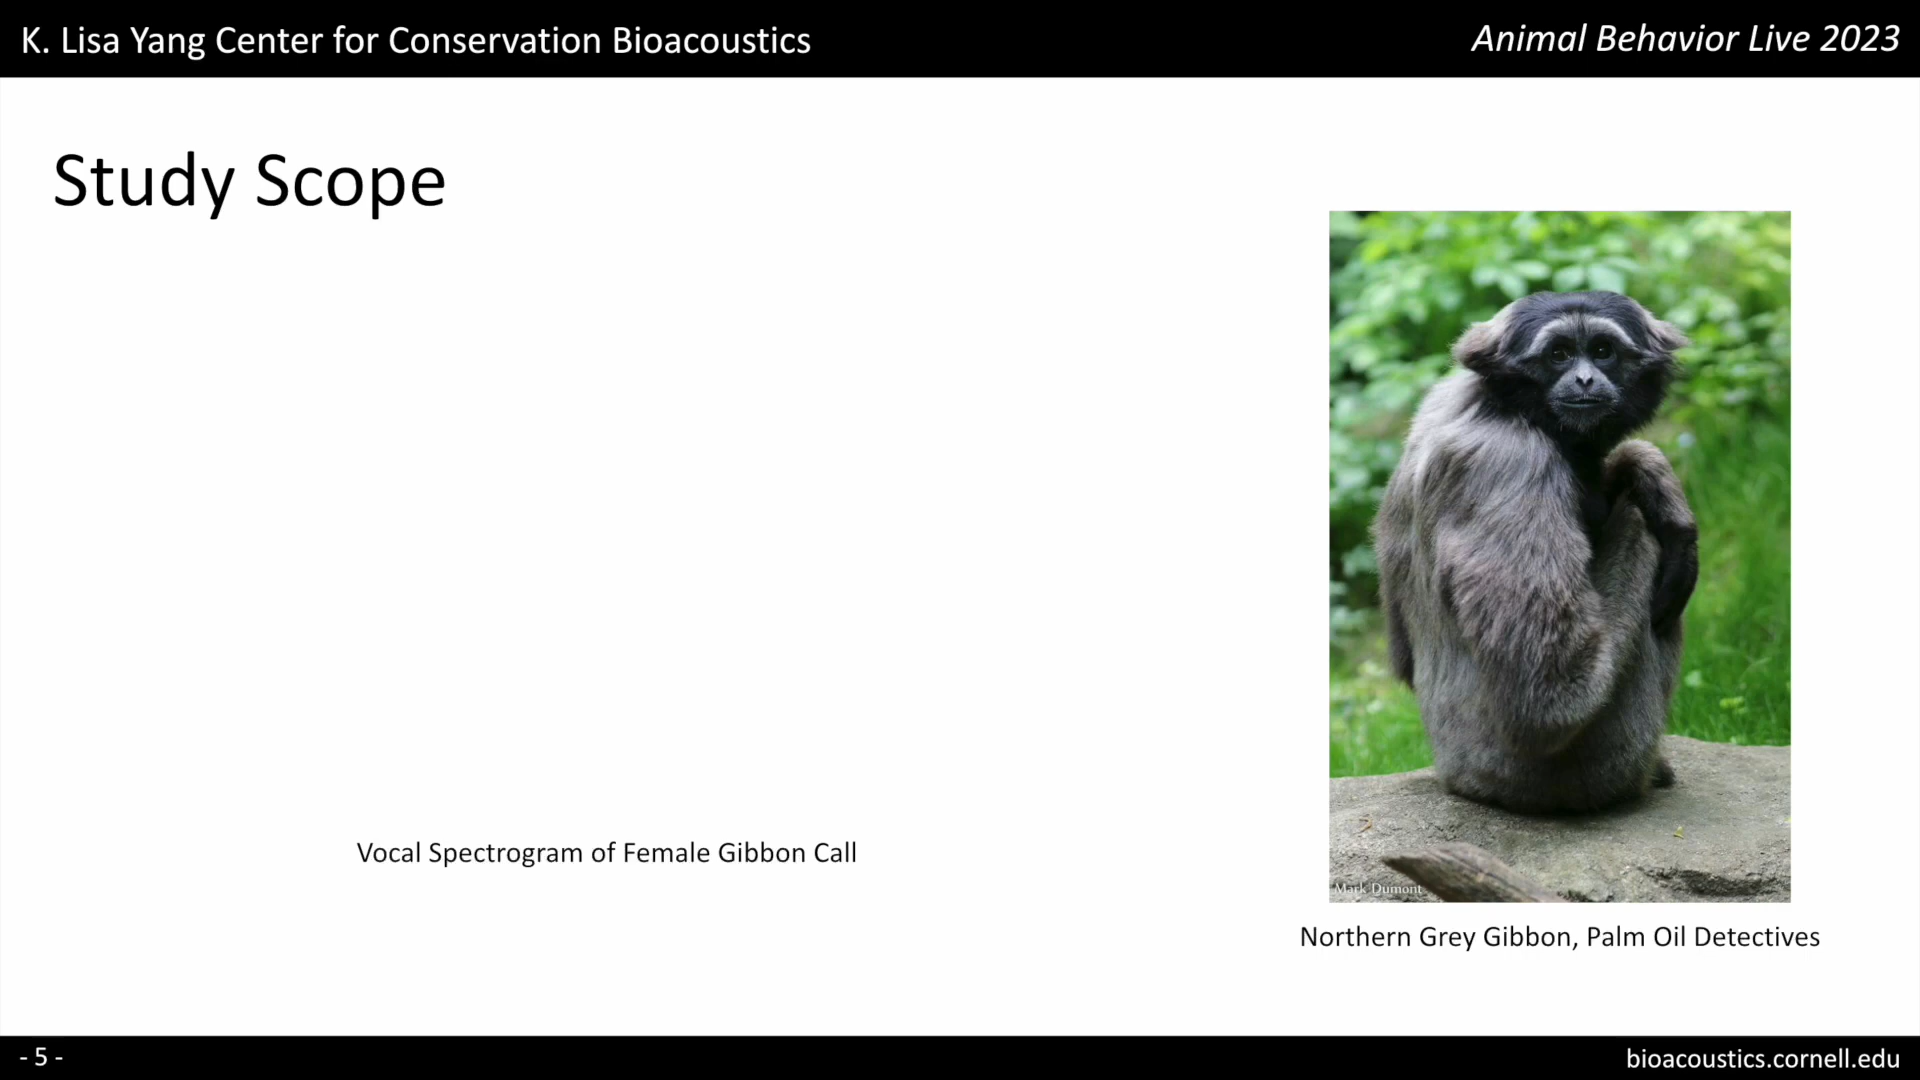 K. Lisa Yang Center for Conservation Bioacoustics
Animal Behavior Live 2023
Study Scope
Vocal Spectrogram of Female Gibbon Call
Mark Dumont
Northern Grey Gibbon, Palm Oil Detectives
- 5 -
bioacoustics.cornell.edu